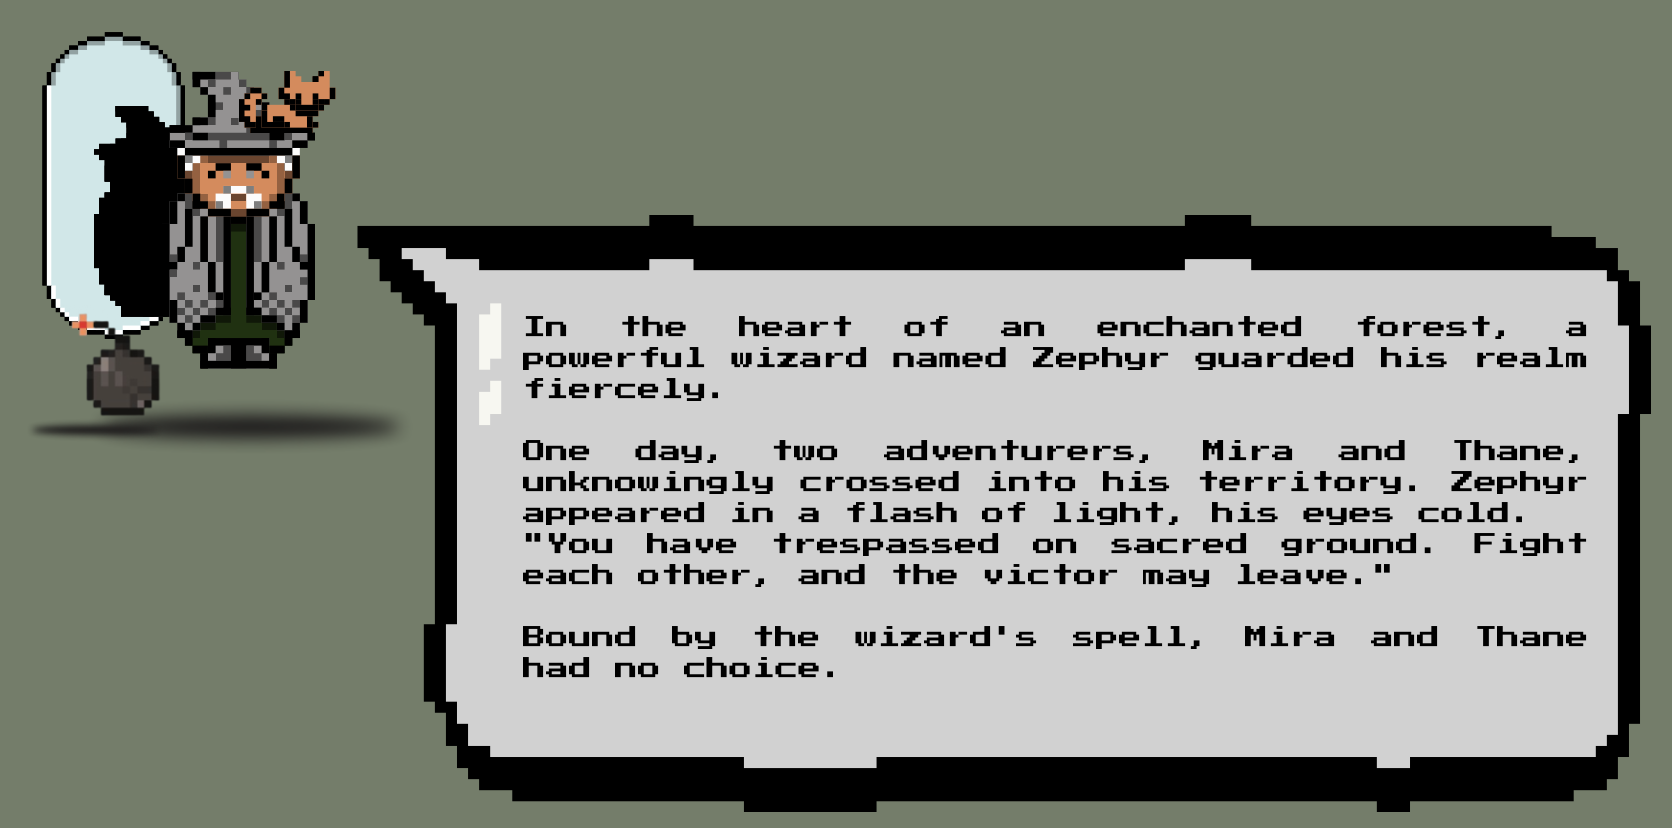 In the heart of an enchanted forest, a
powerful wizard named Zephyr guarded his realm
fiercely.
One day, two adventurers, Mira and Thane,
unknowingly crossed into his territory. Zephyr
appeared in a flash of light, his eyes cold.
"You have trespassed on sacred ground. Fight
each other, and the victor may leave."
Bound by the wizard's spell, Mira and Thane
had no choice.